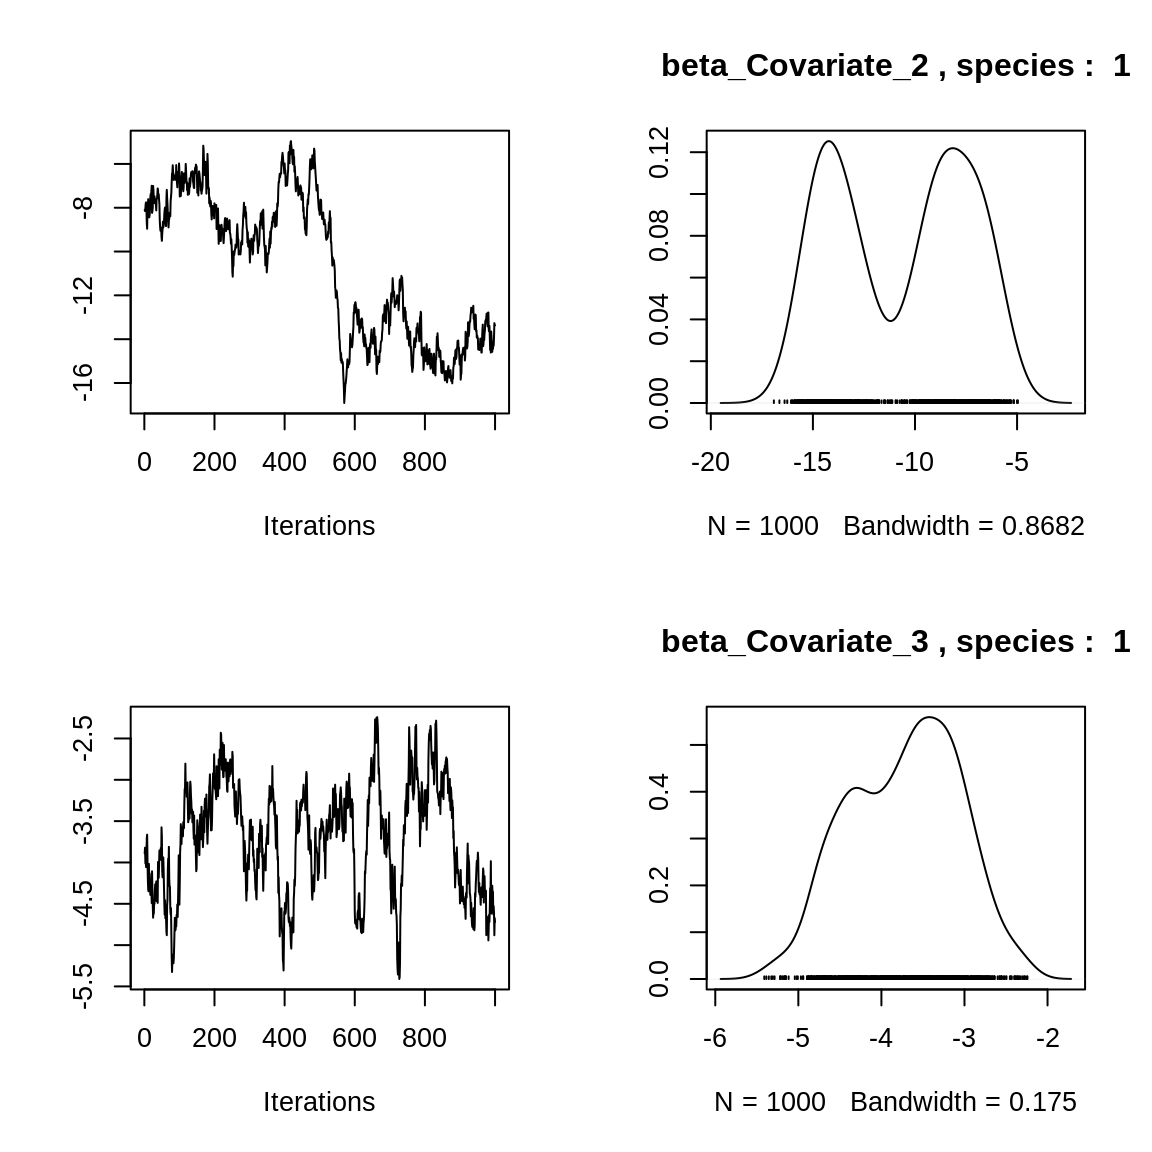 beta_Covariate_2 , species :  1
-8
-12
-16
0 200 400 600 800
Iterations
0.12
0.08
0.04
0.00
-20 -15 -10 -5
N = 1000   Bandwidth = 0.8682
beta_Covariate_3 , species :  1
-2.5
-3.5
-4.5
-5.5
0 200 400 600 800
Iterations
0.4
0.2
0.0
-6 -5 -4 -3 -2
N = 1000   Bandwidth = 0.175